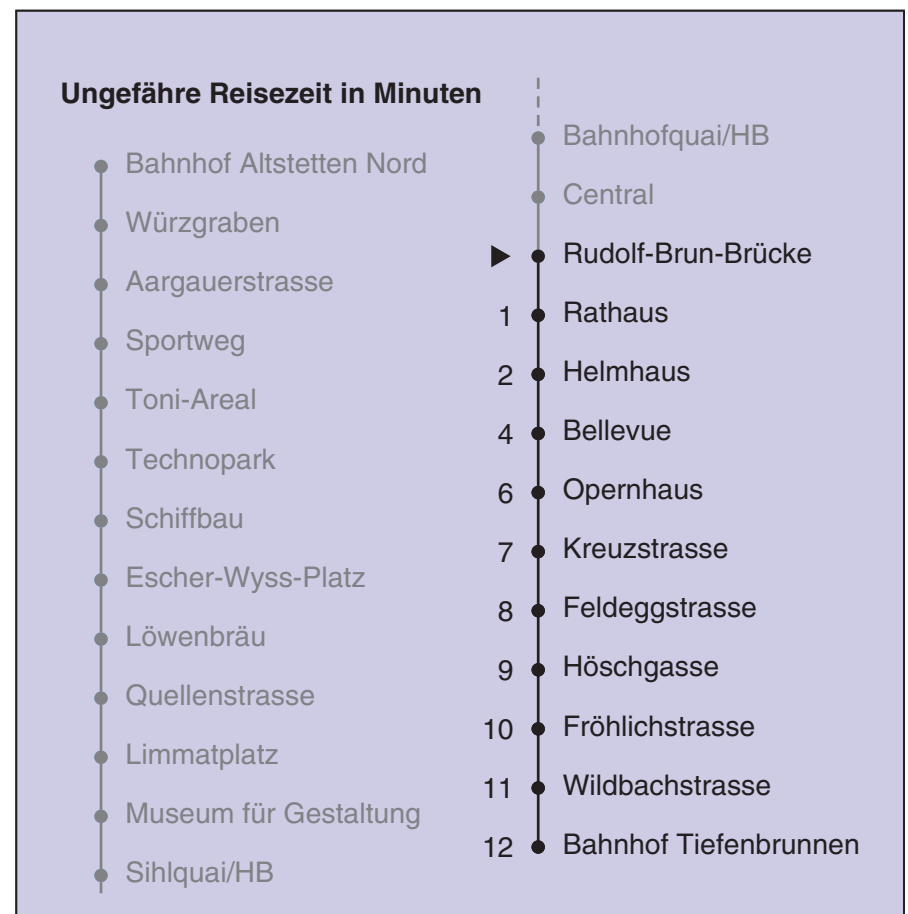 Ungefähre Reisezeit in Minuten
Bahnhof Altstetten Nord
Würzgraben
Aargauerstrasse
Sportweg
Toni-Areal
Technopark
Schiffbau
Escher-Wyss-Platz
Löwenbräu
Quellenstrasse
Limmatplatz
Museum für Gestaltung
Sihlquai/HB
Bahnhofquai/HB
Central
Rudolf-Brun-Brücke
1 Rathaus
2 Helmhaus
4 Bellevue
6 Opernhaus
7 Kreuzstrasse
8 Feldeggstrasse
9 Höschgasse
10 Fröhlichstrasse
11 Wildbachstrasse
12 Bahnhof Tiefenbrunnen